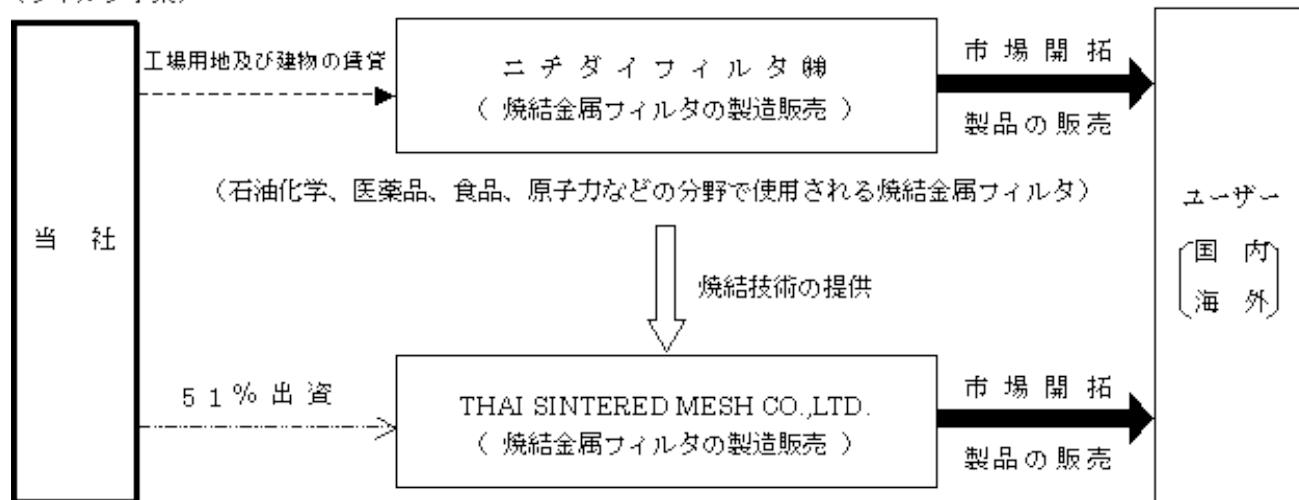 工場用地及び建物の賃貸
ニチダイフィルタ㈱
( 焼結金属フィルタの製造販売 )
市場開拓
製品の販売
(石油化学、医薬品、食品、原子力などの分野で使用される焼結金属フィルタ)
当 社
ユーザー
国 内
海 外
焼結技術の提供
51%出資
THAI SINTERED MESH CO.,LTD.
( 焼結金属フィルタの製造販売 )
市場開拓
製品の販売